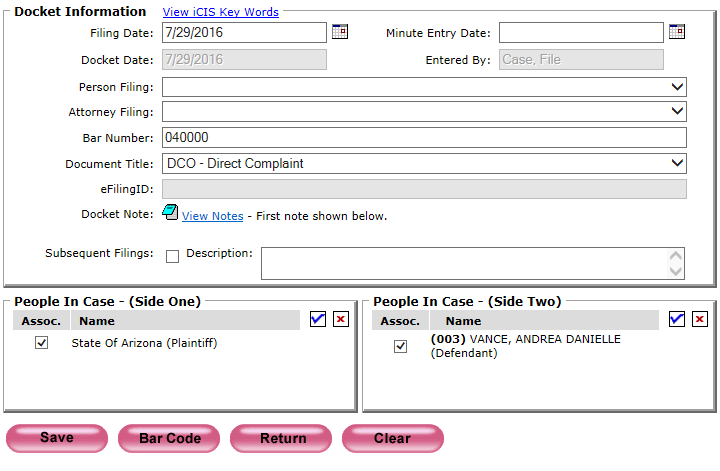 Docket Information View iCIS Key Words
Filing Date: 7/29/2016 Minute Entry Date:
Docket Date: 7/29/2016 Entered By: Case, File
Person Filing:
Attorney Filing:
Bar Number: 040000
Document Title: DCO - Direct Complaint
eFilingID:
Docket Note: View Notes - First note shown below.
Subsequent Filings: Description:
People In Case - (Side One)
Assoc. Name
State Of Arizona (Plaintiff)
People In Case - (Side Two)
Assoc. Name
(003) VANCE, ANDREA DANIELLE
(Defendant)
Save Bar Code Return Clear